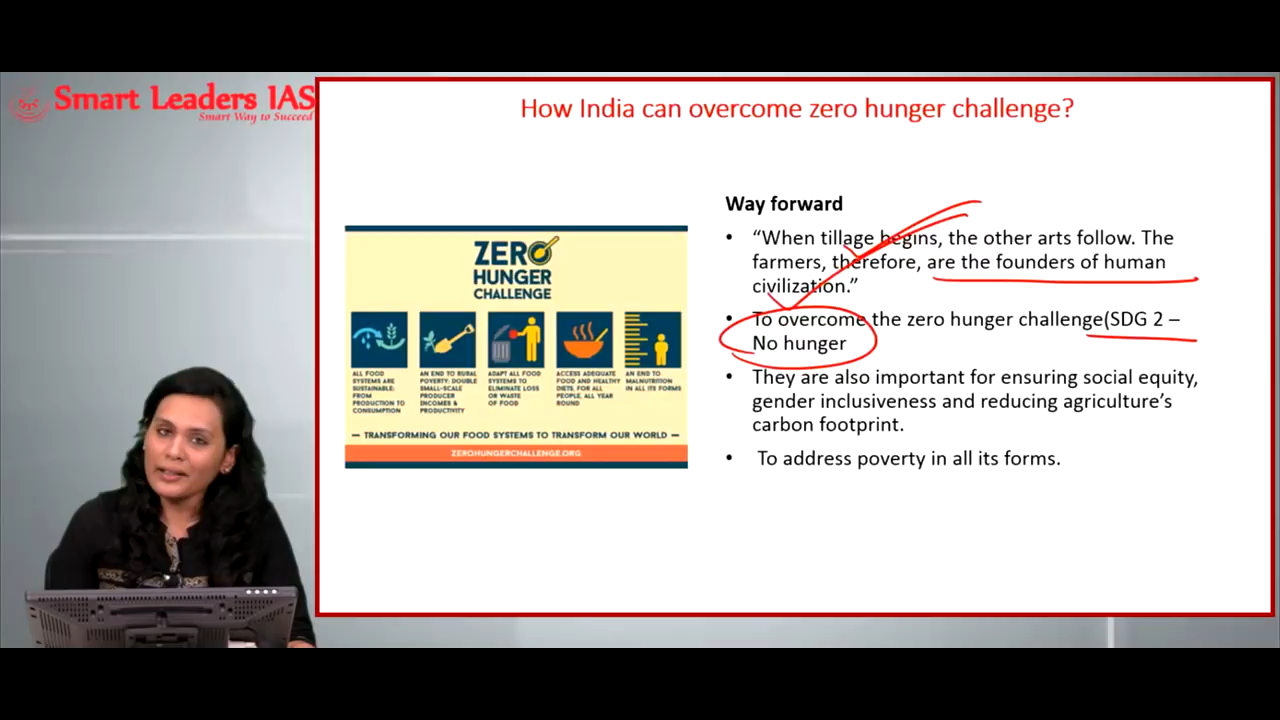 Smart Leaders IAS
Smart Way to Succeed
How India can overcome zero hunger challenge?
ZERO
HUNGER
CHALLENGE
ALL FOOD
SYSTEMS ARE
SUSTAINABLE:
FROM
PRODUCTION TO
CONSUMPTION
AN END TO RURAL
POVERTY: DOUBLE
SMALL-SCALE
PRODUCER
INCOMES &
PRODUCTIVITY
ADAPT ALL FOOD
SYSTEMS TO
ELIMINATE LOSS
OR WASTE
OF FOOD
ACCESS ADEQUATE
FOOD AND HEALTHY
DIETS, FOR ALL
PEOPLE, ALL YEAR
ROUND
AN END TO
MALNUTRITION
IN ALL ITS FORMS
— TRANSFORMING OUR FOOD SYSTEMS TO TRANSFORM OUR WORLD —
ZEROHUNGERCHALLENGE.ORG
Way forward
• “When tillage begins, the other arts follow. The
farmers, therefore, are the founders of human
civilization.”
• To overcome the zero hunger challenge(SDG 2 –
No hunger
• They are also important for ensuring social equity,
gender inclusiveness and reducing agriculture’s
carbon footprint.
• To address poverty in all its forms.